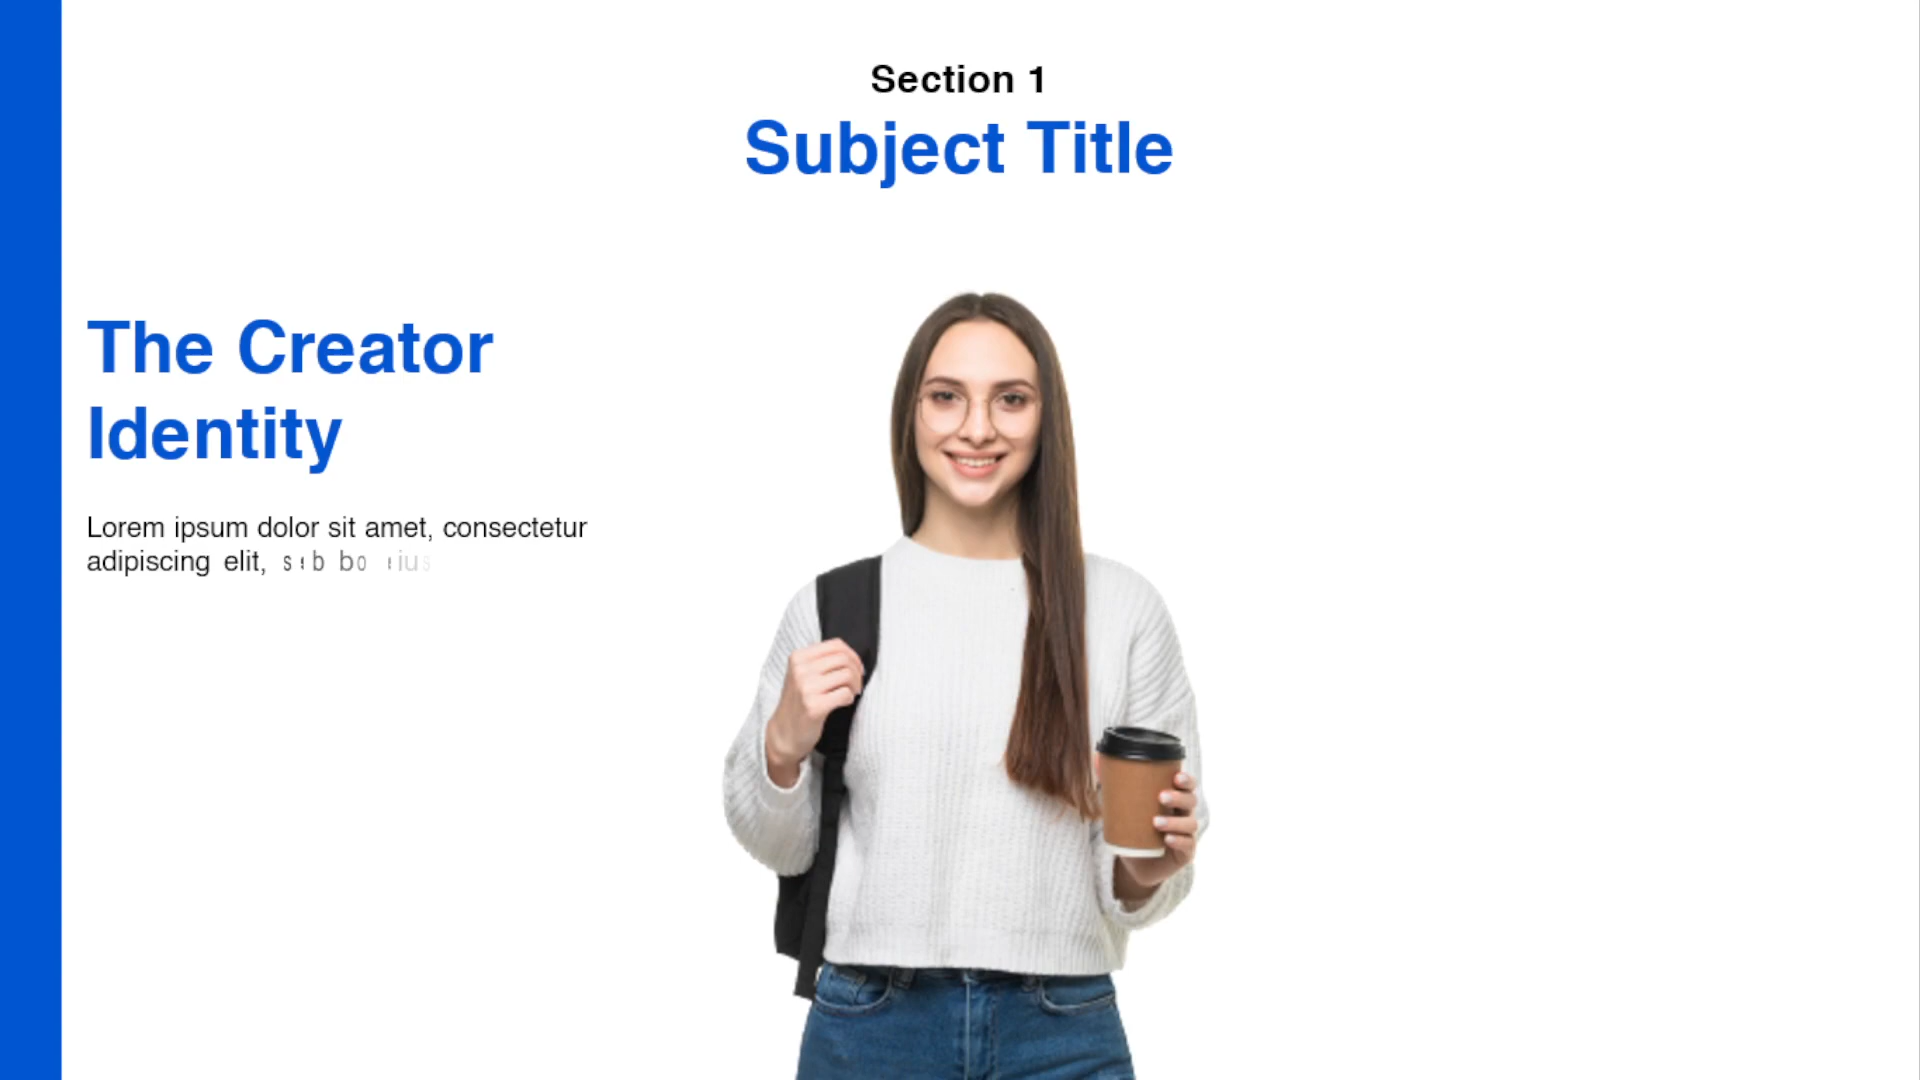 Section 1
Subject Title
The Creator
Identity
Lorem ipsum dolor sit amet, consectetur
adipiscing elit,